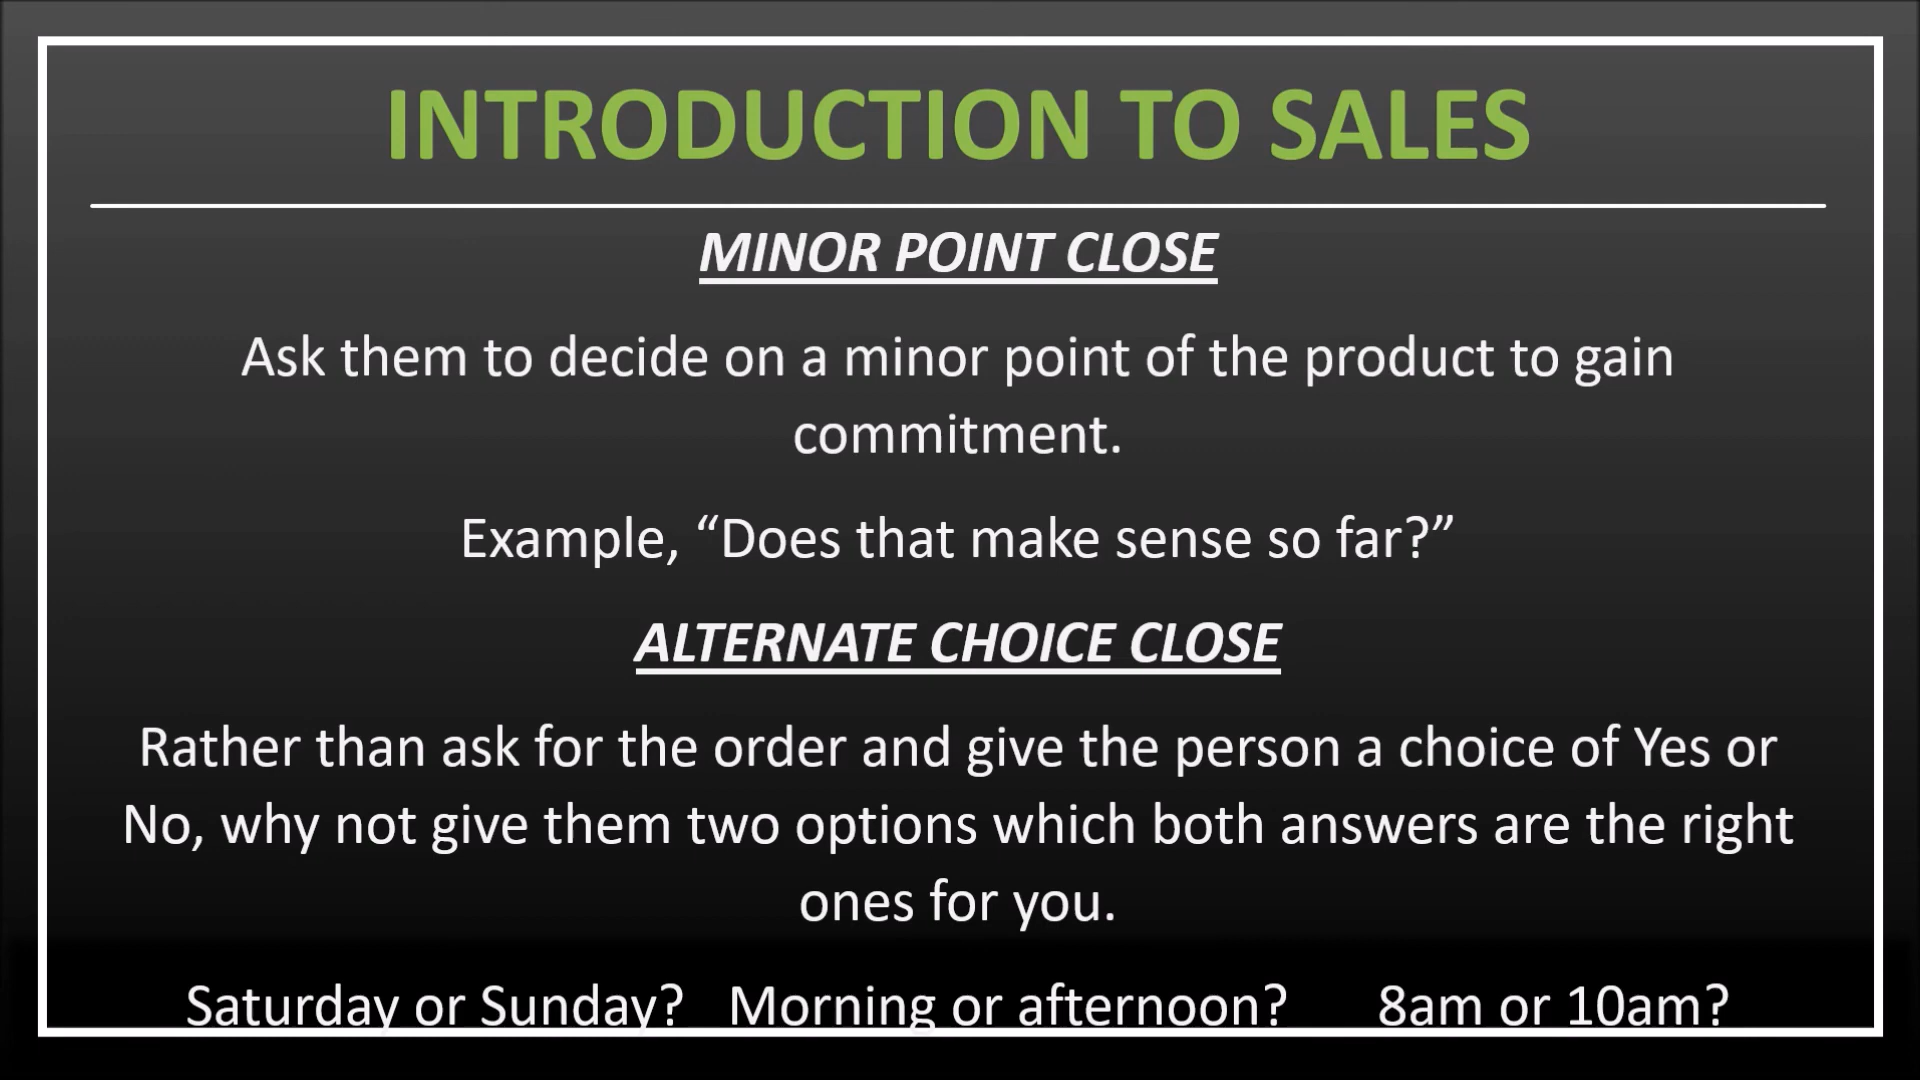 INTRODUCTION TO SALES
MINOR POINT CLOSE
Ask them to decide on a minor point of the product to gain
commitment.
Example, “Does that make sense so far?”
ALTERNATE CHOICE CLOSE
Rather than ask for the order and give the person a choice of Yes or
No, why not give them two options which both answers are the right
ones for you.
Saturday or Sunday? Morning or afternoon? 8am or 10am?